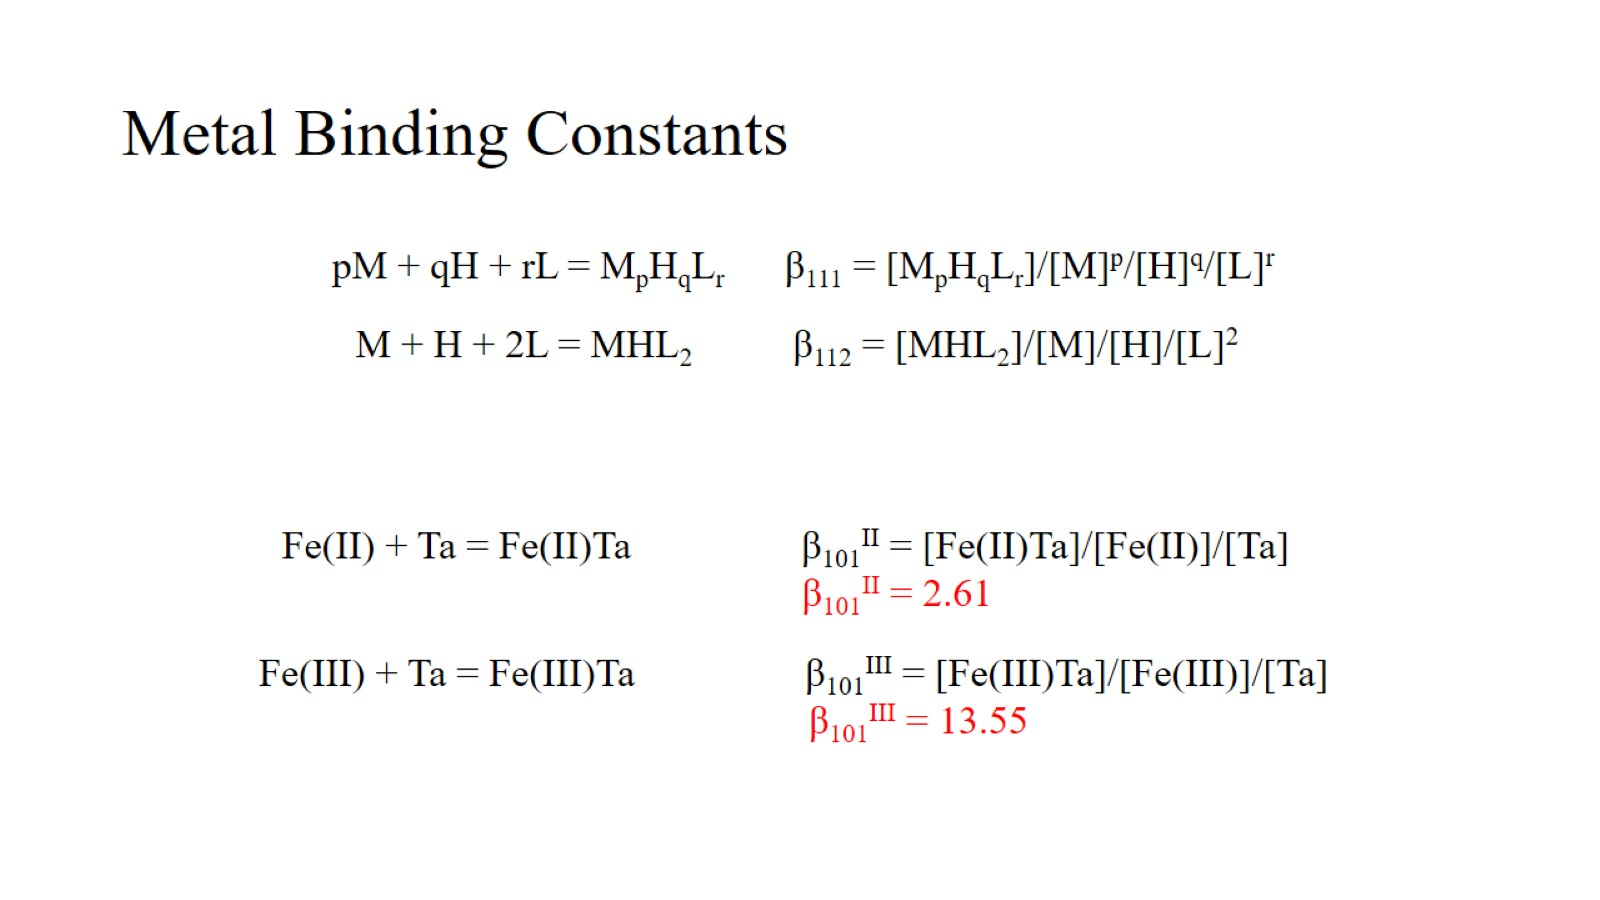 Metal Binding Constants
pM + qH + rL = MₚHqLᵣ β₁₁₁ = [MₚHqLᵣ]/[M]ᵖ/[H]q/[L]ʳ
M + H + 2L = MHL₂ β₁₁₂ = [MHL₂]/[M]/[H]/[L]²
Fe(II) + Ta = Fe(II)Ta β₁₀₁ᴵᴵ = [Fe(II)Ta]/[Fe(II)]/[Ta]
β₁₀₁ᴵᴵ = 2.61
Fe(III) + Ta = Fe(III)Ta β₁₀₁ᴵᴵᴵ = [Fe(III)Ta]/[Fe(III)]/[Ta]
β₁₀₁ᴵᴵᴵ = 13.55